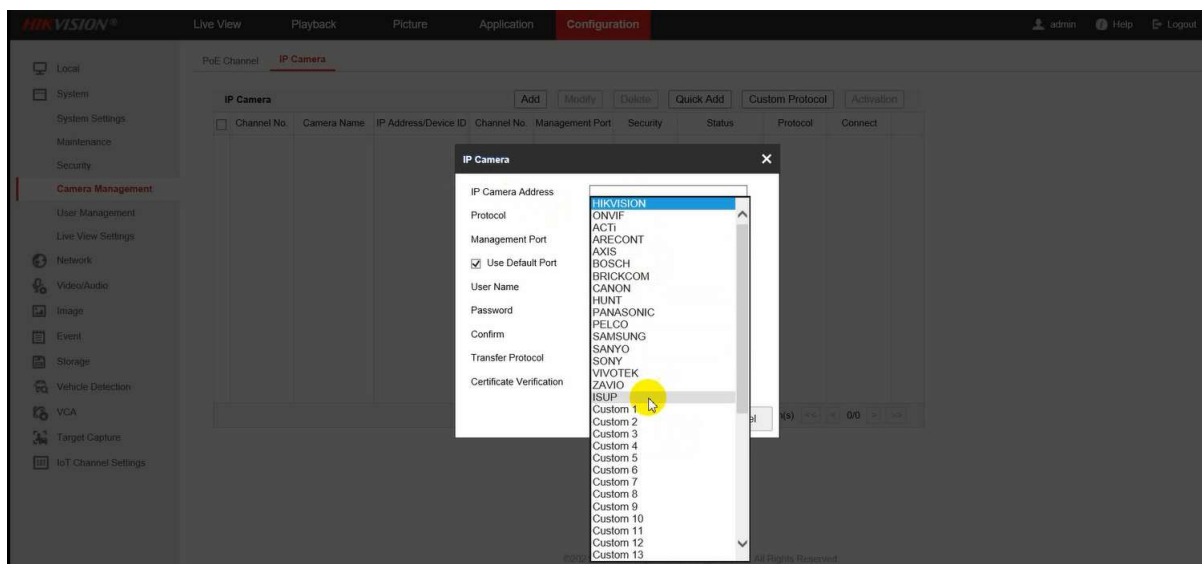 HIKVISION® Live View Playback Picture Application Configuration admin Help Logout
Local
System
System Settings
Maintenance
Security
Camera Management
User Management
Live View Settings
Network
Video/Audio
Image
Event
Storage
Vehicle Detection
VCA
Target Capture
IoT Channel Settings
PoE Channel IP Camera
IP Camera Add Modify Delete Quick Add Custom Protocol Activation
Channel No. Camera Name IP Address/Device ID Channel No. Management Port Security Status Protocol Connect
IP Camera
IP Camera Address
Protocol
Management Port
Use Default Port
User Name
Password
Confirm
Transfer Protocol
Certificate Verification
HIKVISION
ONVIF
ACTi
ARECONT
AXIS
BOSCH
BRICKCOM
CANON
HUNT
PANASONIC
PELCO
SAMSUNG
SANYO
SONY
VIVOTEK
ZAVIO
ISUP
Custom 1
Custom 2
Custom 3
Custom 4
Custom 5
Custom 6
Custom 7
Custom 8
Custom 9
Custom 10
Custom 11
Custom 12
Custom 13
<< < 0/0 > >>
All Rights Reserved.